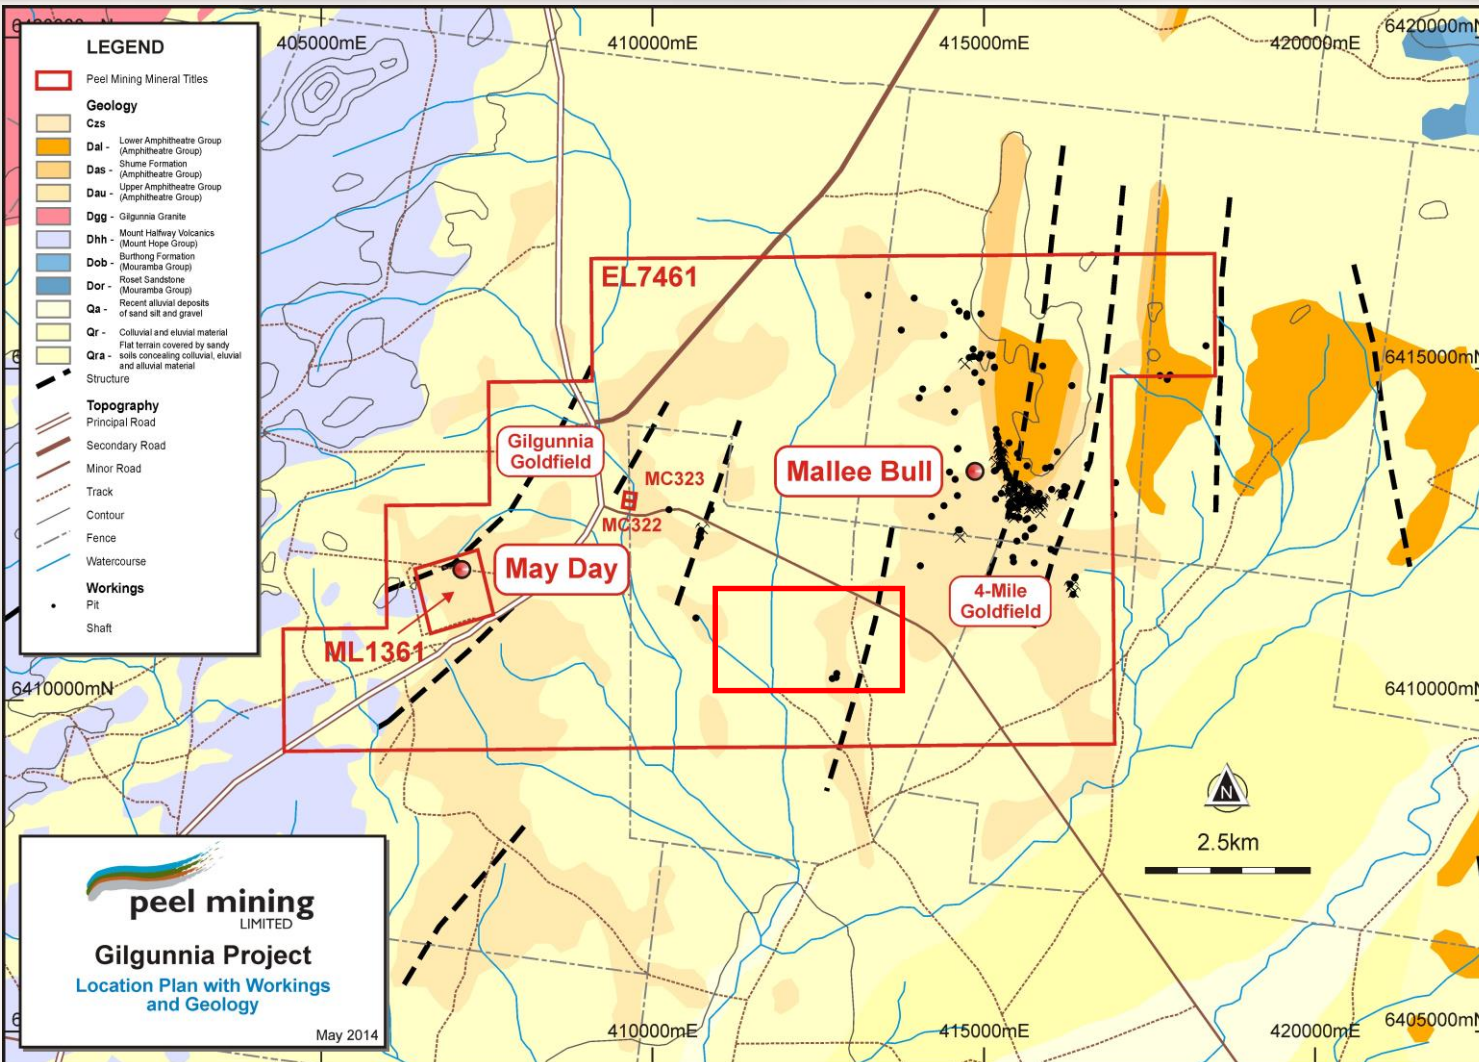 6420000mN
405000mE
410000mE
415000mE
420000mE
6420000mN
LEGEND
Peel Mining Mineral Titles
Geology
Czs
Dal - Lower Amphitheatre Group
(Amphitheatre Group)
Das - Shume Formation
(Amphitheatre Group)
Dau - Upper Amphitheatre Group
(Amphitheatre Group)
Dgg - Gilgunnia Granite
Dhh - Mount Halfway Volcanics
(Mount Hope Group)
Dob - Burthong Formation
(Mouramba Group)
Dor - Roset Sandstone
(Mouramba Group)
Qa - Recent alluvial deposits
of sand silt and gravel
Qr - Colluvial and eluvial material
Qra - Flat terrain covered by sandy
soils concealing colluvial, eluvial
and alluvial material
Structure
Topography
Principal Road
Secondary Road
Minor Road
Track
Contour
Fence
Watercourse
Workings
Pit
Shaft
EL7461
6415000mN
Gilgunnia
Goldfield
Mallee Bull
MC323
MC322
May Day
4-Mile
Goldfield
ML1361
6410000mN
6410000mN
N
2.5km
peel mining
LIMITED
Gilgunnia Project
Location Plan with Workings
and Geology
May 2014
6
410000mE
415000mE
420000mE
6405000mN